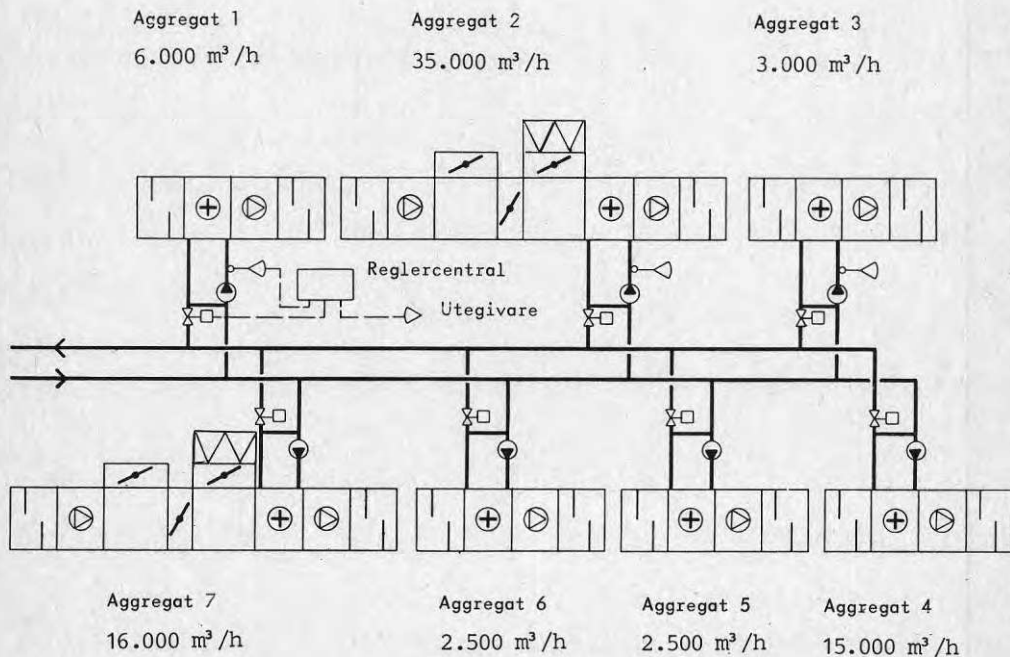 Aggregat 1
6.000 m³/h
Aggregat 2
35.000 m³/h
Aggregat 3
3.000 m³/h
Reglercentral
Utegivare
Aggregat 7
16.000 m³/h
Aggregat 6
2.500 m³/h
Aggregat 5
2.500 m³/h
Aggregat 4
15.000 m³/h